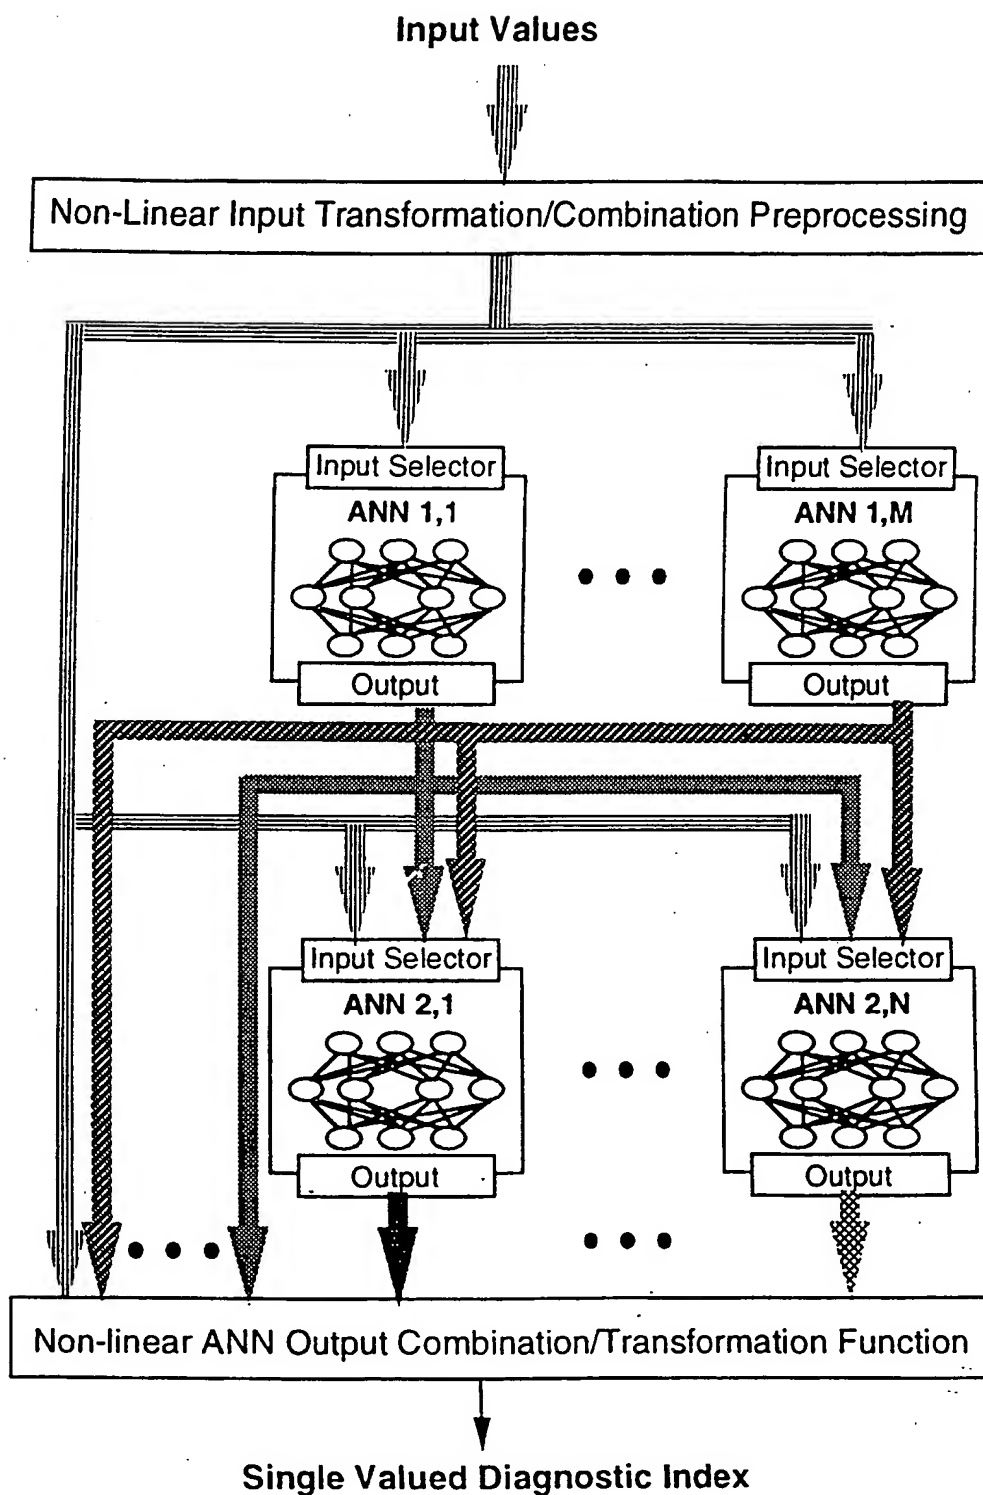 Input Values
Non-Linear Input Transformation/Combination Preprocessing
Input Selector
Input Selector
ANN 1,1
ANN 1,M
Output
Output
Input Selector
Input Selector
ANN 2,1
ANN 2,N
Output
Output
Non-linear ANN Output Combination/Transformation Function
Single Valued Diagnostic Index